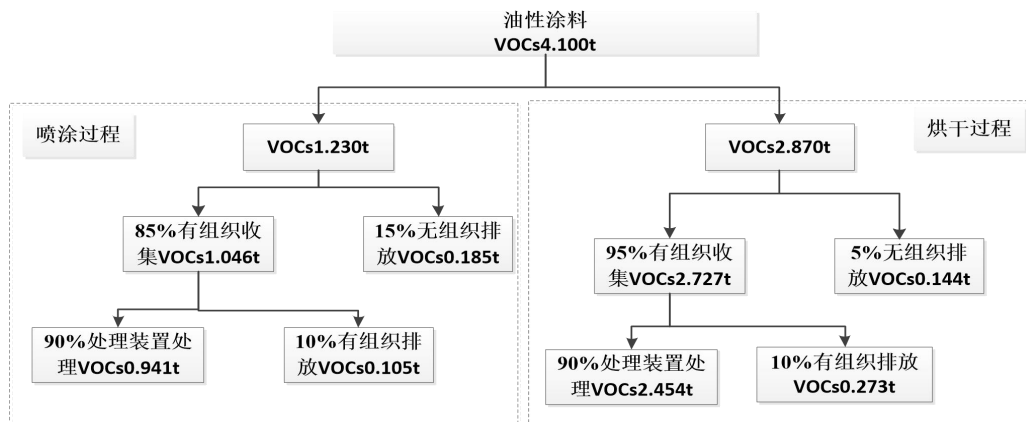 油性涂料
VOCs4.100t
喷涂过程
VOCs1.230t
85%有组织收
集VOCs1.046t
15%无组织排
放VOCs0.185t
90%处理装置处
理VOCs0.941t
10%有组织排
放VOCs0.105t
烘干过程
VOCs2.870t
95%有组织收
集VOCs2.727t
5%无组织排
放VOCs0.144t
90%处理装置处
理VOCs2.454t
10%有组织排放
VOCs0.273t